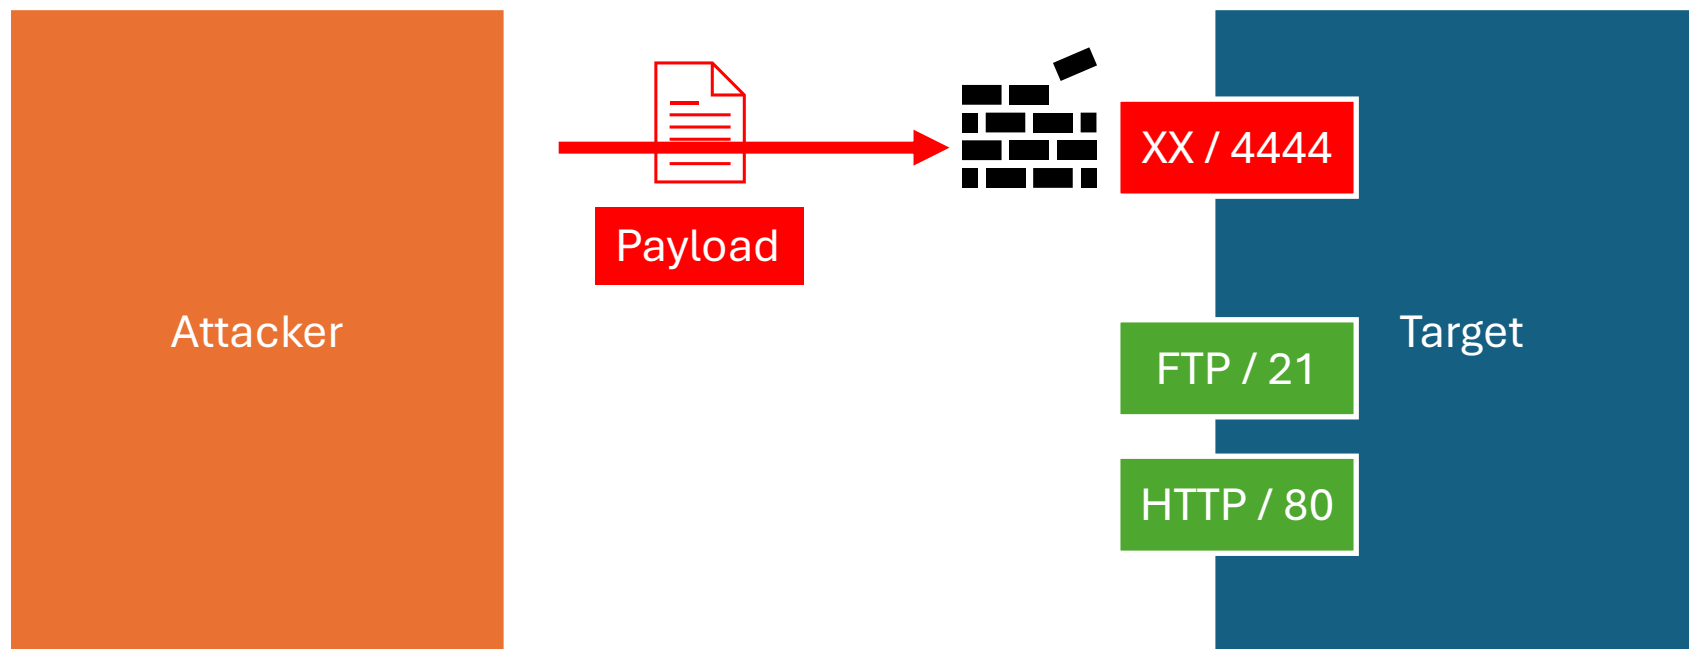 XX / 4444
Payload
Attacker
Target
FTP / 21
HTTP / 80